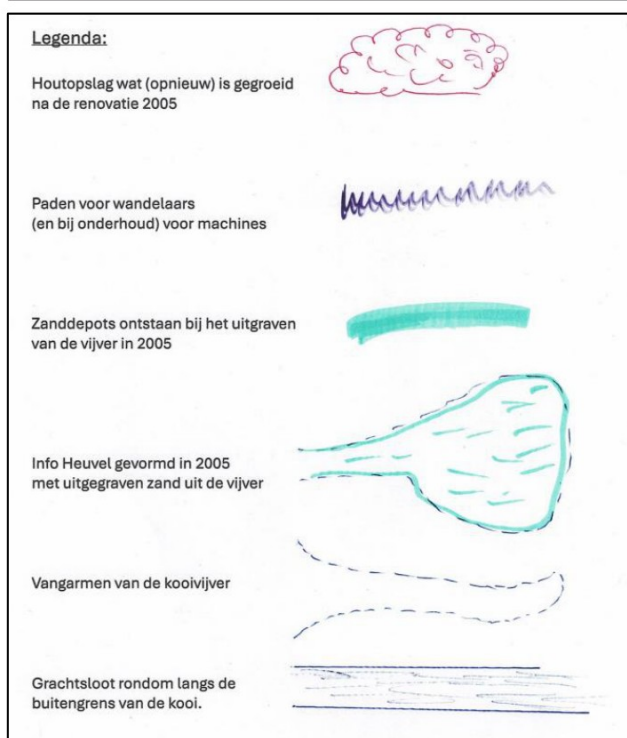 Legenda:
Houtopslag wat (opnieuw) is gegroeid
na de renovatie 2005
Paden voor wandelaars
(en bij onderhoud) voor machines
Zanddepots ontstaan bij het uitgraven
van de vijver in 2005
Info Heuvel gevormd in 2005
met uitgegraven zand uit de vijver
Vangarmen van de kooivijver
Grachtsloot rondom langs de
buitengrens van de kooi.